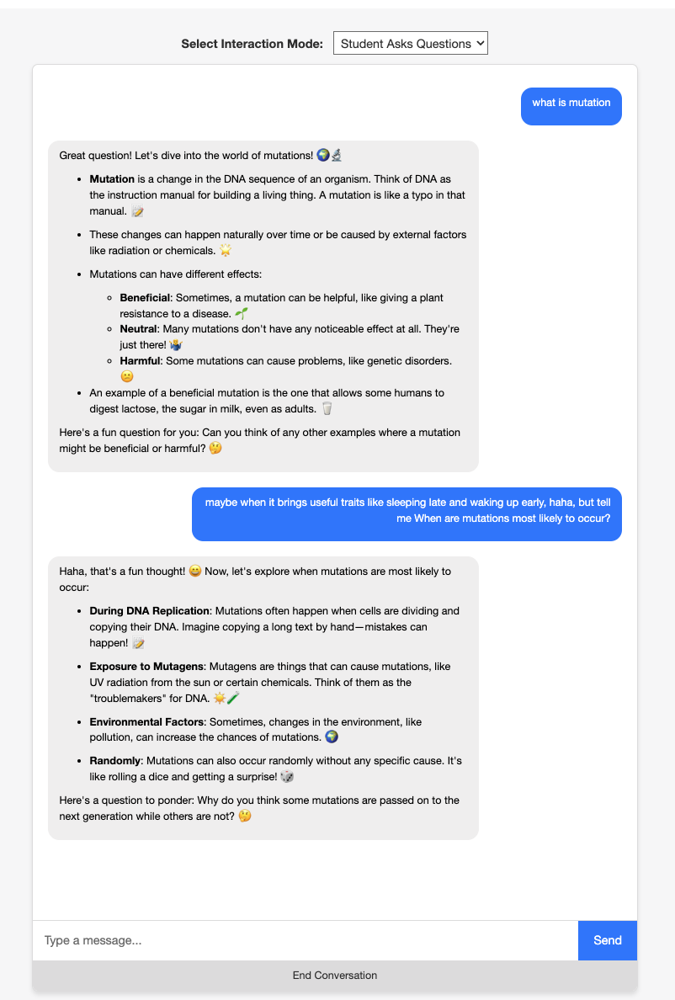 Select Interaction Mode: Student Asks Questions
what is mutation
Great question! Let's dive into the world of mutations! 🌍🔬
• Mutation is a change in the DNA sequence of an organism. Think of DNA as
the instruction manual for building a living thing. A mutation is like a typo in that
manual. 📝
• These changes can happen naturally over time or be caused by external factors
like radiation or chemicals. 🌟
• Mutations can have different effects:
◦ Beneficial: Sometimes, a mutation can be helpful, like giving a plant
resistance to a disease. 🌱
◦ Neutral: Many mutations don't have any noticeable effect at all. They're
just there! 🤷
◦ Harmful: Some mutations can cause problems, like genetic disorders.
😕
• An example of a beneficial mutation is the one that allows some humans to
digest lactose, the sugar in milk, even as adults. 🥛
Here's a fun question for you: Can you think of any other examples where a mutation
might be beneficial or harmful? 🤔
maybe when it brings useful traits like sleeping late and waking up early, haha, but tell
me When are mutations most likely to occur?
Haha, that's a fun thought! 😄 Now, let's explore when mutations are most likely to
occur:
• During DNA Replication: Mutations often happen when cells are dividing and
copying their DNA. Imagine copying a long text by hand—mistakes can
happen! 📝
• Exposure to Mutagens: Mutagens are things that can cause mutations, like
UV radiation from the sun or certain chemicals. Think of them as the
"troublemakers" for DNA. ☀️🧪
• Environmental Factors: Sometimes, changes in the environment, like
pollution, can increase the chances of mutations. 🌍
• Randomly: Mutations can also occur randomly without any specific cause. It's
like rolling a dice and getting a surprise! 🎲
Here's a question to ponder: Why do you think some mutations are passed on to the
next generation while others are not? 🤔
Type a message...
Send
End Conversation